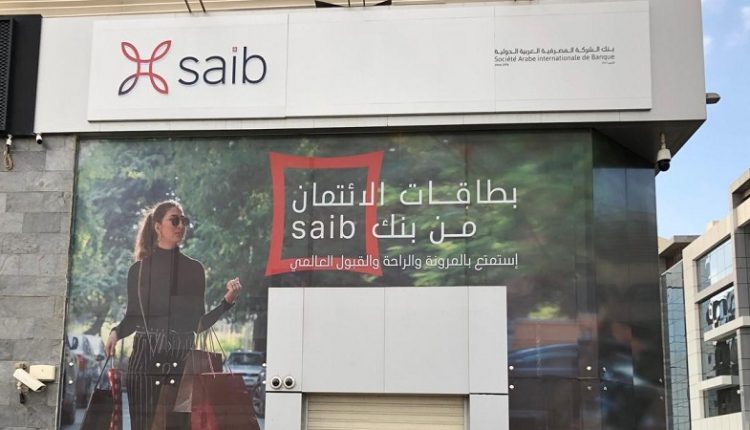 saib
بنك الشركة المصرفية العربية الدولية
Société Arabe internationale de Banque
بطاقات الائتمان
من بنك saib
إستمتع بالمرونة والراحة والقبول العالمي